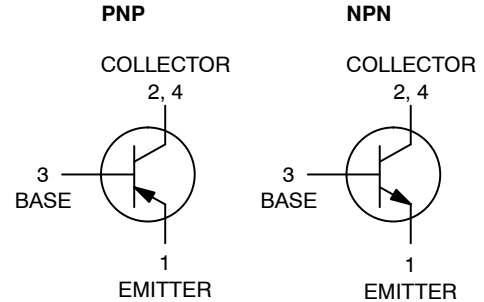 PNP
COLLECTOR
2, 4
3
BASE
1
EMITTER
NPN
COLLECTOR
2, 4
3
BASE
1
EMITTER